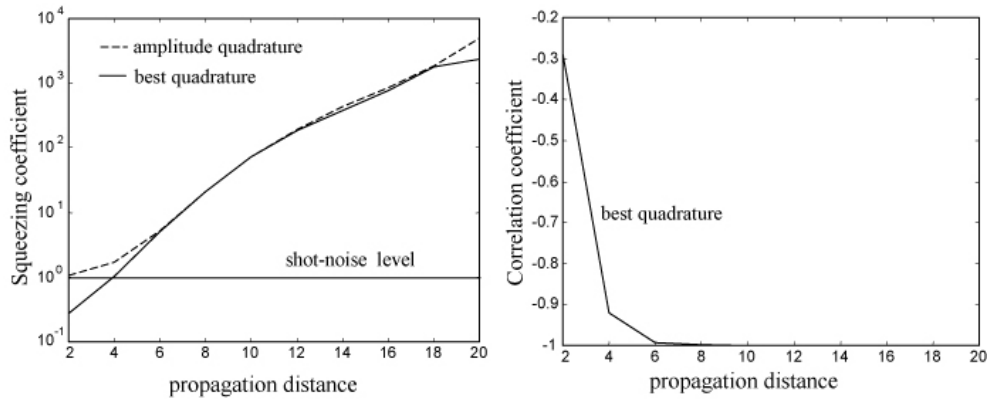 10^4
10^3
10^2
10^1
10^0
10^-1
Squeezing coefficient
amplitude quadrature
best quadrature
shot-noise level
2 4 6 8 10 12 14 16 18 20
propagation distance
-0.2
-0.3
-0.4
-0.5
-0.6
-0.7
-0.8
-0.9
-1
Correlation coefficient
best quadrature
2 4 6 8 10 12 14 16 18 20
propagation distance